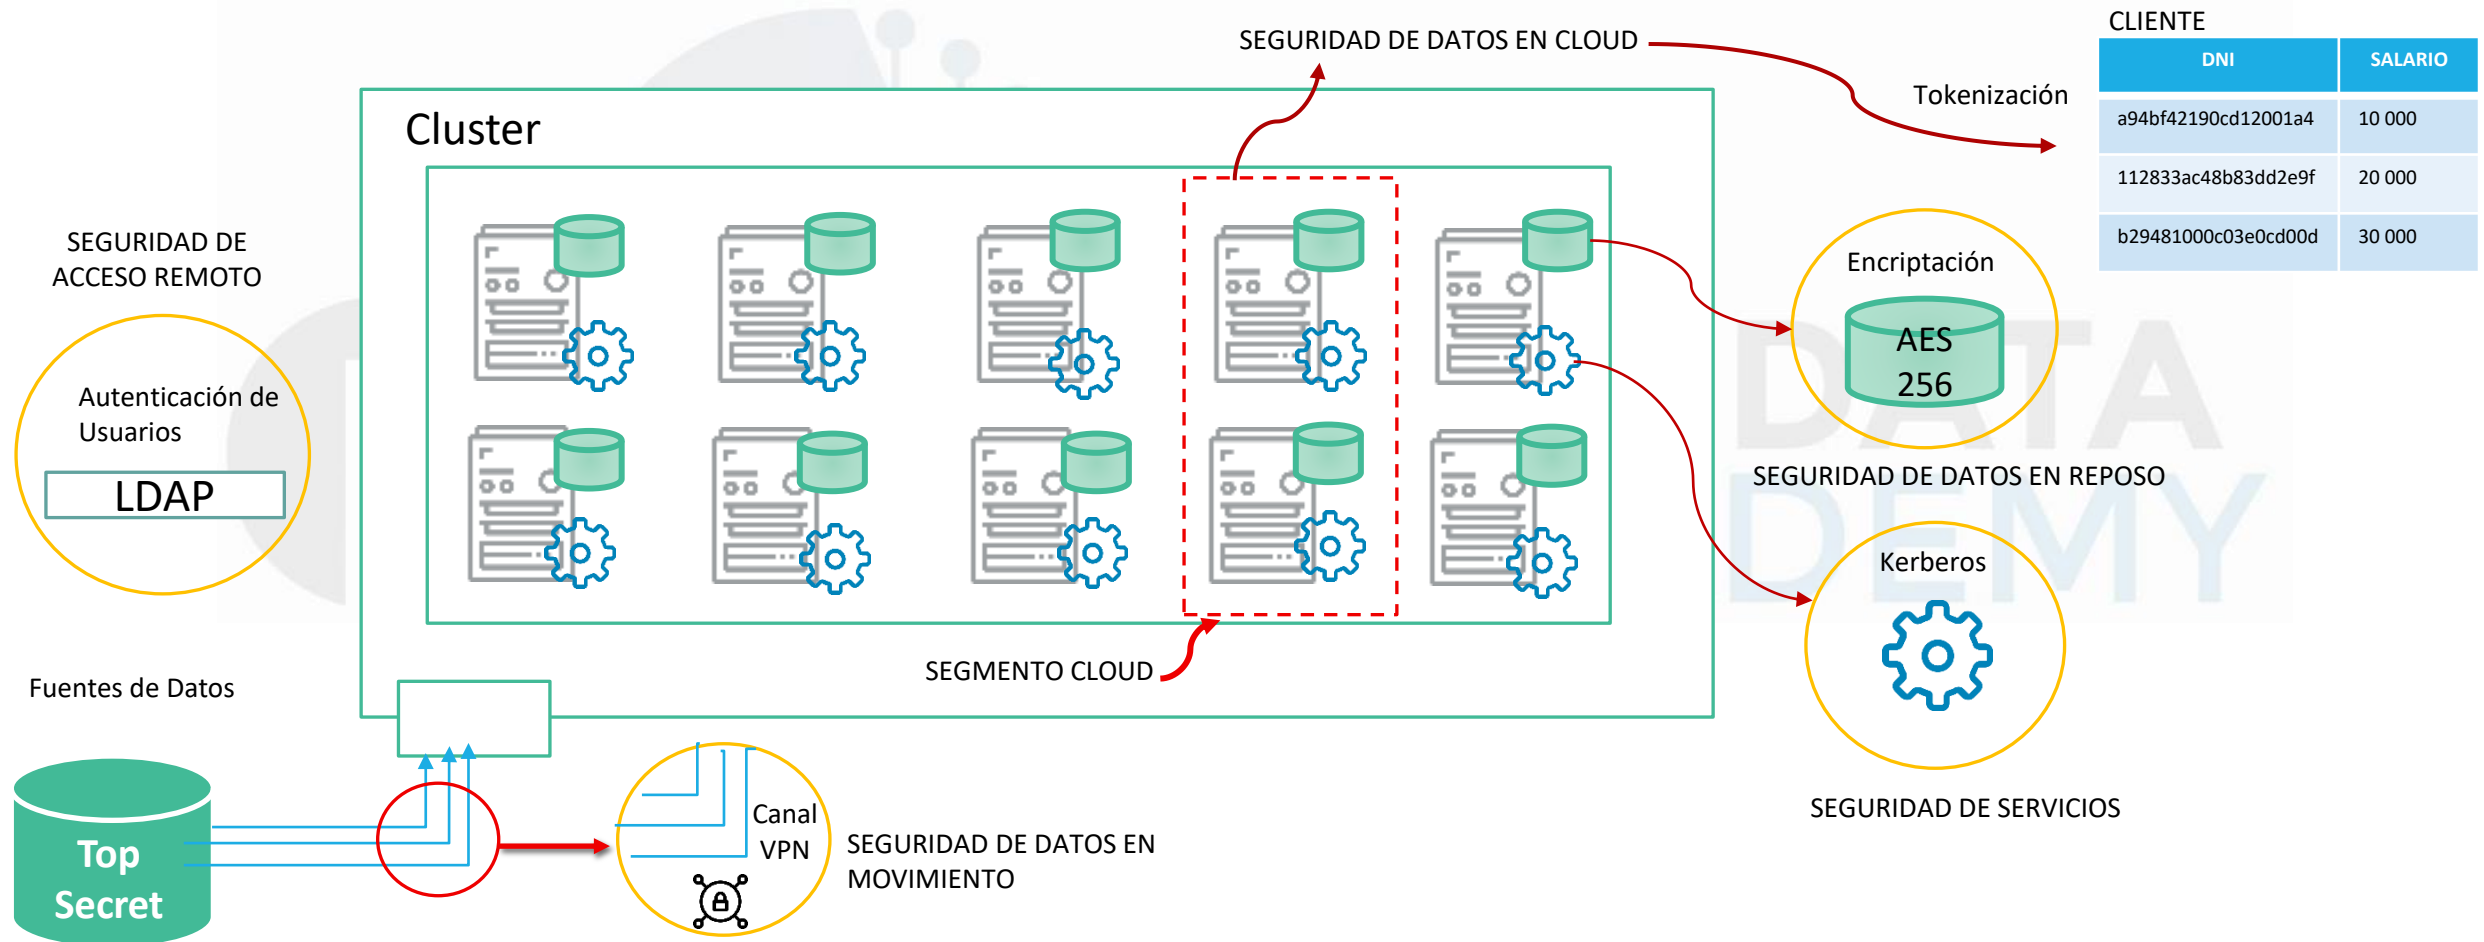 SEGURIDAD DE DATOS EN CLOUD
CLIENTE
DNI SALARIO
Tokenización
a94bf42190cd12001a4 10 000
112833ac48b83dd2e9f 20 000
b29481000c03e0cd00d 30 000
Cluster
SEGURIDAD DE
ACCESO REMOTO
Autenticación de
Usuarios
LDAP
Encriptación
AES
256
SEGURIDAD DE DATOS EN REPOSO
Kerberos
SEGURIDAD DE SERVICIOS
SEGMENTO CLOUD
Fuentes de Datos
Top
Secret
Canal
VPN
SEGURIDAD DE DATOS EN
MOVIMIENTO
DATA
DEMY